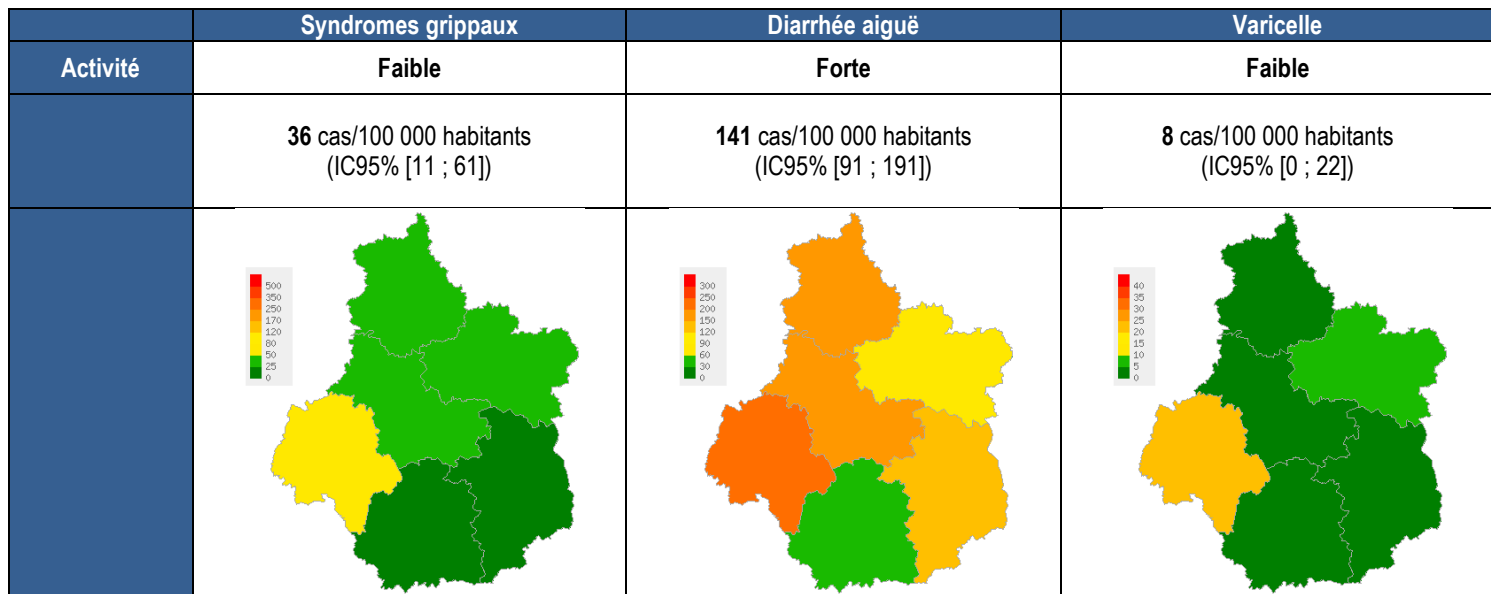 Syndromes grippaux
Diarrhée aiguë
Varicelle
Activité
Faible
Forte
Faible
36 cas/100 000 habitants
(IC95% [11 ; 61])
141 cas/100 000 habitants
(IC95% [91 ; 191])
8 cas/100 000 habitants
(IC95% [0 ; 22])
500
350
250
170
120
80
50
25
0
300
250
200
150
120
90
60
30
0
40
35
30
25
20
15
10
5
0